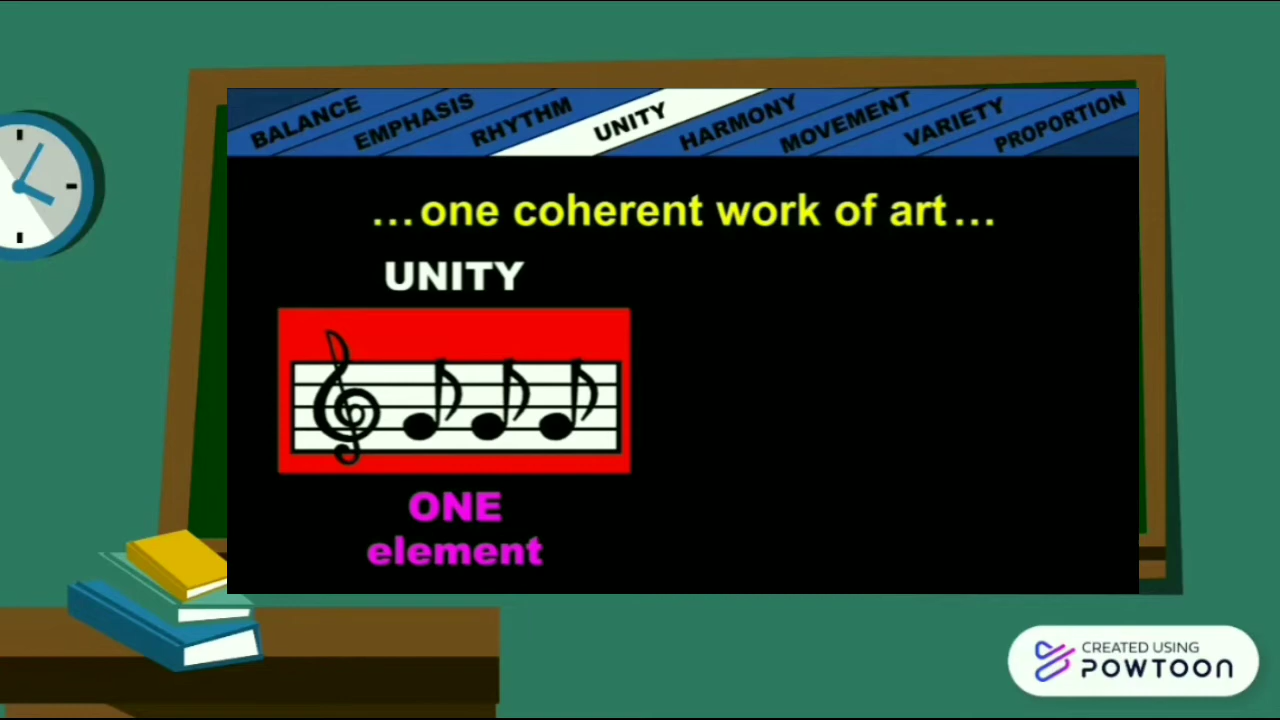 BALANCE EMPHASIS RHYTHM UNITY HARMONY MOVEMENT VARIETY PROPORTION
...one coherent work of art...
UNITY
ONE
element
CREATED USING
POWTOON